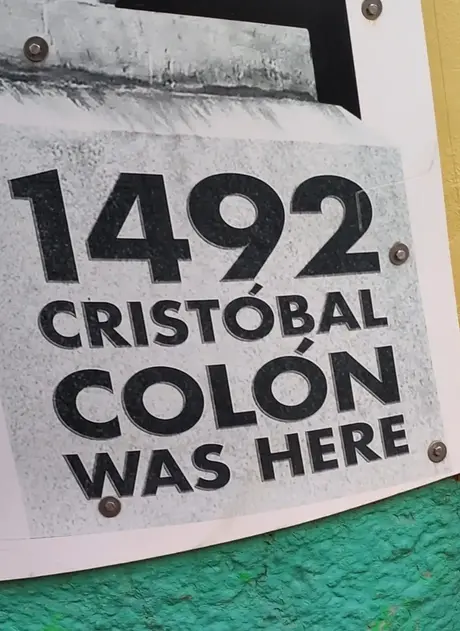 1492
CRISTÓBAL
COLÓN
WAS HERE